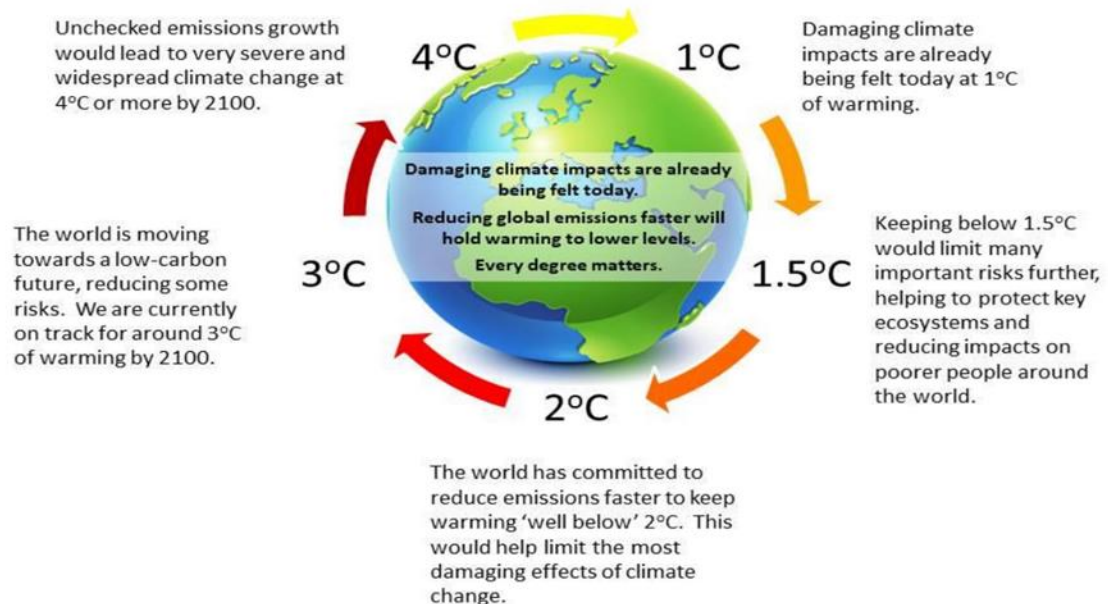 4°C
Unchecked emissions growth
would lead to very severe and
widespread climate change at
4°C or more by 2100.
1°C
Damaging climate
impacts are already
being felt today at 1°C
of warming.
Damaging climate impacts are already
being felt today.
Reducing global emissions faster will
hold warming to lower levels.
Every degree matters.
1.5°C
Keeping below 1.5°C
would limit many
important risks further,
helping to protect key
ecosystems and
reducing impacts on
poorer people around
the world.
3°C
The world is moving
towards a low-carbon
future, reducing some
risks.  We are currently
on track for around 3°C
of warming by 2100.
2°C
The world has committed to
reduce emissions faster to keep
warming ‘well below’ 2°C.  This
would help limit the most
damaging effects of climate
change.